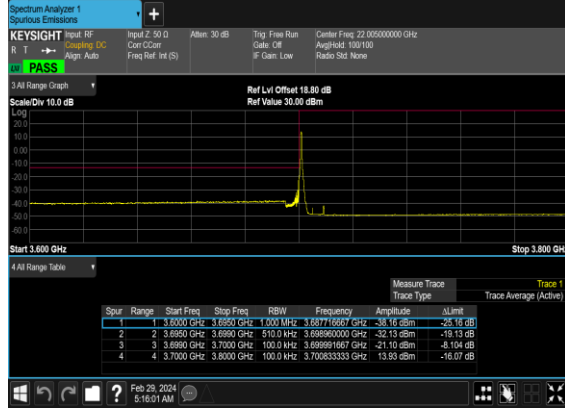 Spectrum Analyzer 1
Spurious Emissions
+
KEYSIGHT Input: RF Input Z: 50 Ω Atten: 30 dB Trig: Free Run Center Freq: 22.005000000 GHz
R T Coupling: DC Corr CCorr Gate: Off Avg|Hold: 100/100
Align: Auto Freq Ref: Int (S) IF Gain: Low Radio Std: None
PASS
3 All Range Graph
Ref Lvl Offset 18.80 dB
Scale/Div 10.0 dB Ref Value 30.00 dBm
Log
20.0
10.0
0.00
-10.0
-20.0
-30.0
-40.0
-50.0
-60.0
Start 3.600 GHz Stop 3.800 GH
4 All Range Table
Measure Trace Trace 1
Trace Type Trace Average (Active)
Spur Range Start Freq Stop Freq RBW Frequency Amplitude ΔLimit
1 1 3.6000 GHz 3.6950 GHz 1.000 MHz 3.687716667 GHz -38.16 dBm -25.16 dB
2 2 3.6950 GHz 3.6990 GHz 510.0 kHz 3.698960000 GHz -32.13 dBm -19.13 dB
3 3 3.6990 GHz 3.7000 GHz 100.0 kHz 3.699991667 GHz -21.10 dBm -8.104 dB
4 4 3.7000 GHz 3.8000 GHz 100.0 kHz 3.700833333 GHz 13.93 dBm -16.07 dB
? Feb 29, 2024
5:16:01 AM